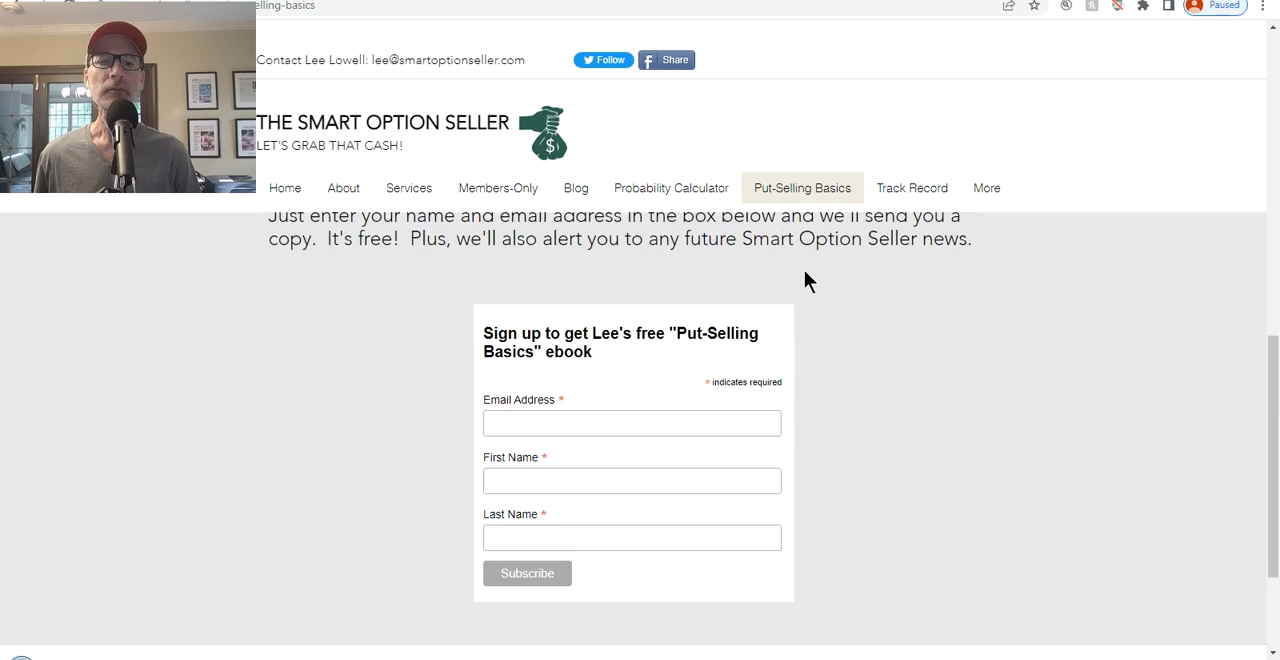 elling-basics
Paused
Contact Lee Lowell: lee@smartoptionseller.com
Follow
Share
THE SMART OPTION SELLER
LET'S GRAB THAT CASH!
$
Home About Services Members-Only Blog Probability Calculator Put-Selling Basics Track Record More
Just enter your name and email address in the box below and we'll send you a
copy. It's free! Plus, we'll also alert you to any future Smart Option Seller news.
Sign up to get Lee's free "Put-Selling
Basics" ebook
* indicates required
Email Address *
First Name *
Last Name *
Subscribe